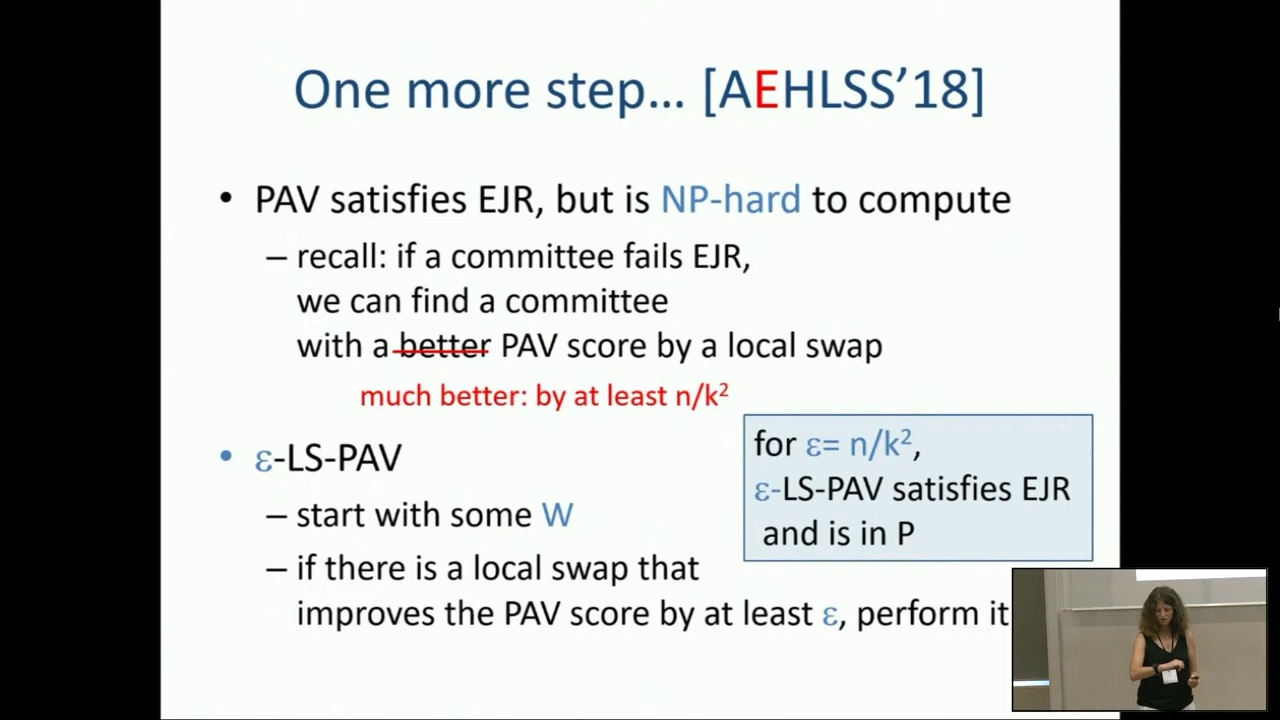 One more step... [AEHLSS'18]
• PAV satisfies EJR, but is NP-hard to compute
– recall: if a committee fails EJR,
we can find a committee
with a better PAV score by a local swap
much better: by at least n/k²
• ε-LS-PAV
– start with some W
– if there is a local swap that
improves the PAV score by at least ε, perform it
for ε= n/k²,
ε-LS-PAV satisfies EJR
and is in P